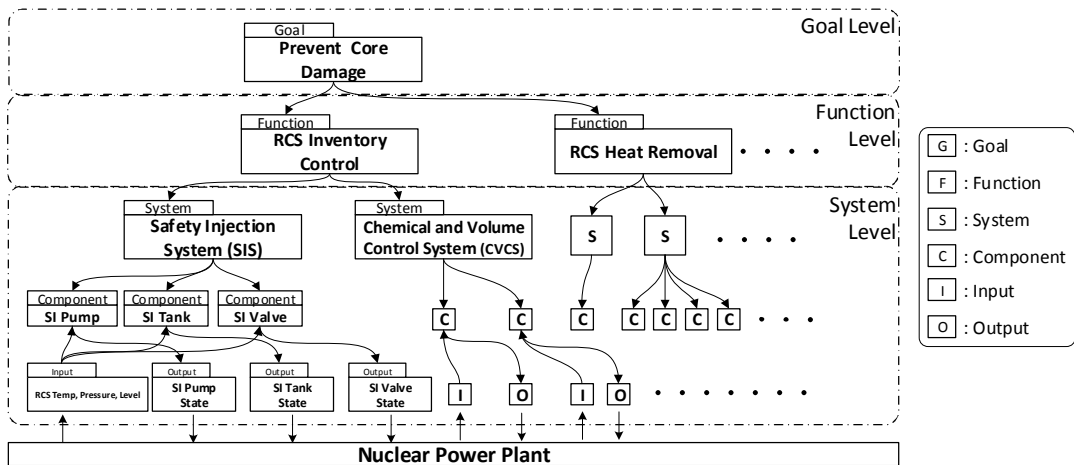 Goal Level
Goal
Prevent Core
Damage
Function
Level
Function
RCS Inventory
Control
Function
RCS Heat Removal
G : Goal
F : Function
S : System
C : Component
I : Input
O : Output
System
Level
System
Safety Injection
System (SIS)
System
Chemical and Volume
Control System (CVCS)
S
S
Component
SI Pump
Component
SI Tank
Component
SI Valve
C
C
C
C
C
C
C
Input
RCS Temp, Pressure, Level
Output
SI Pump
State
Output
SI Tank
State
Output
SI Valve
State
I
O
I
O
Nuclear Power Plant